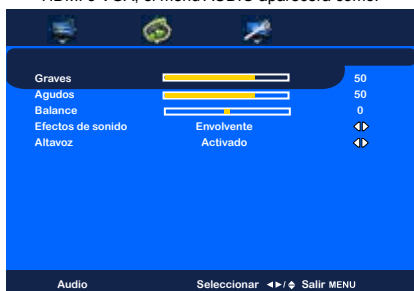 HDMI o VGA, el menú AUDIO aparecerá como:
Graves 50
Agudos 50
Balance 0
Efectos de sonido Envolvente
Altavoz Activado
Audio Seleccionar ◄►/♦ Salir MENU